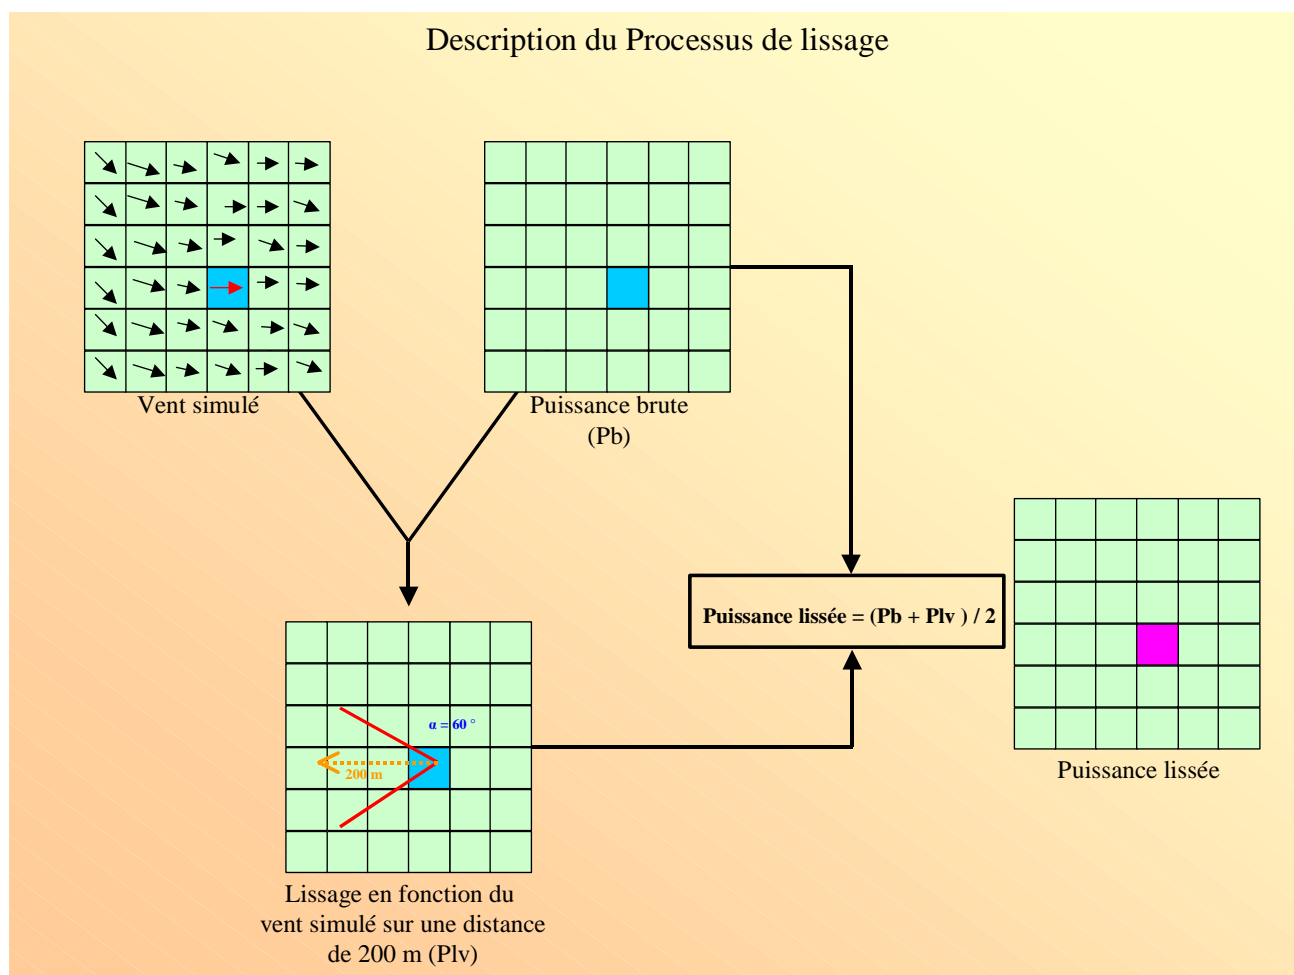 Description du Processus de lissage
Vent simulé
Puissance brute
(Pb)
Puissance lissée = (Pb + Plv ) / 2
α = 60 °
200 m
Puissance lissée
Lissage en fonction du
vent simulé sur une distance
de 200 m (Plv)